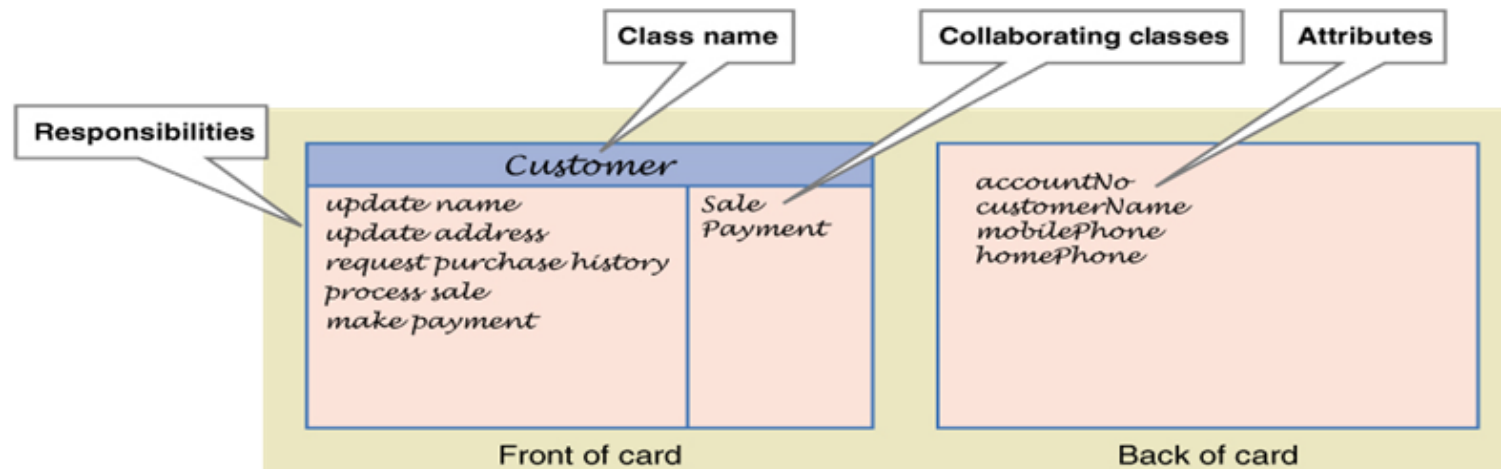 Class name
Collaborating classes
Attributes
Responsibilities
Customer
update name
update address
request purchase history
process sale
make payment
Sale
Payment
accountNo
customerName
mobilePhone
homePhone
Front of card
Back of card